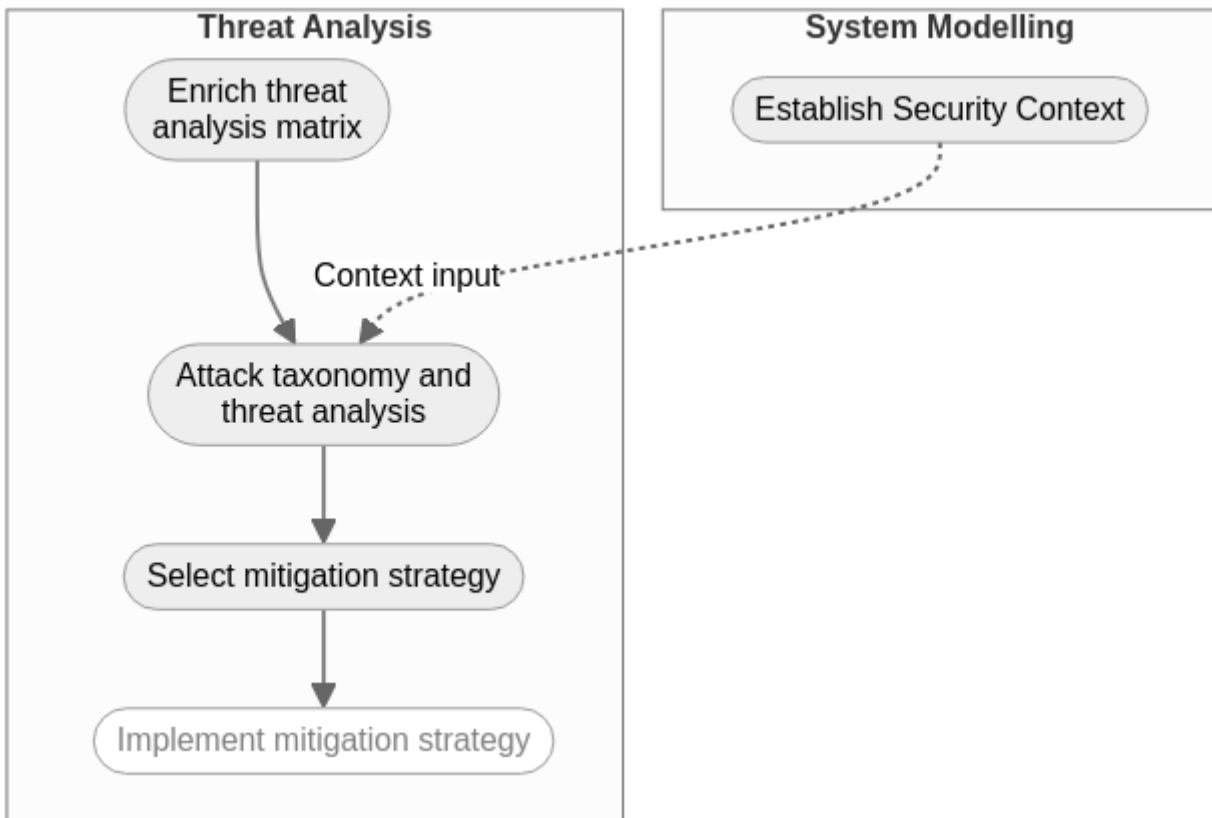 Threat Analysis
Enrich threat
analysis matrix
System Modelling
Establish Security Context
Context input
Attack taxonomy and
threat analysis
Select mitigation strategy
Implement mitigation strategy